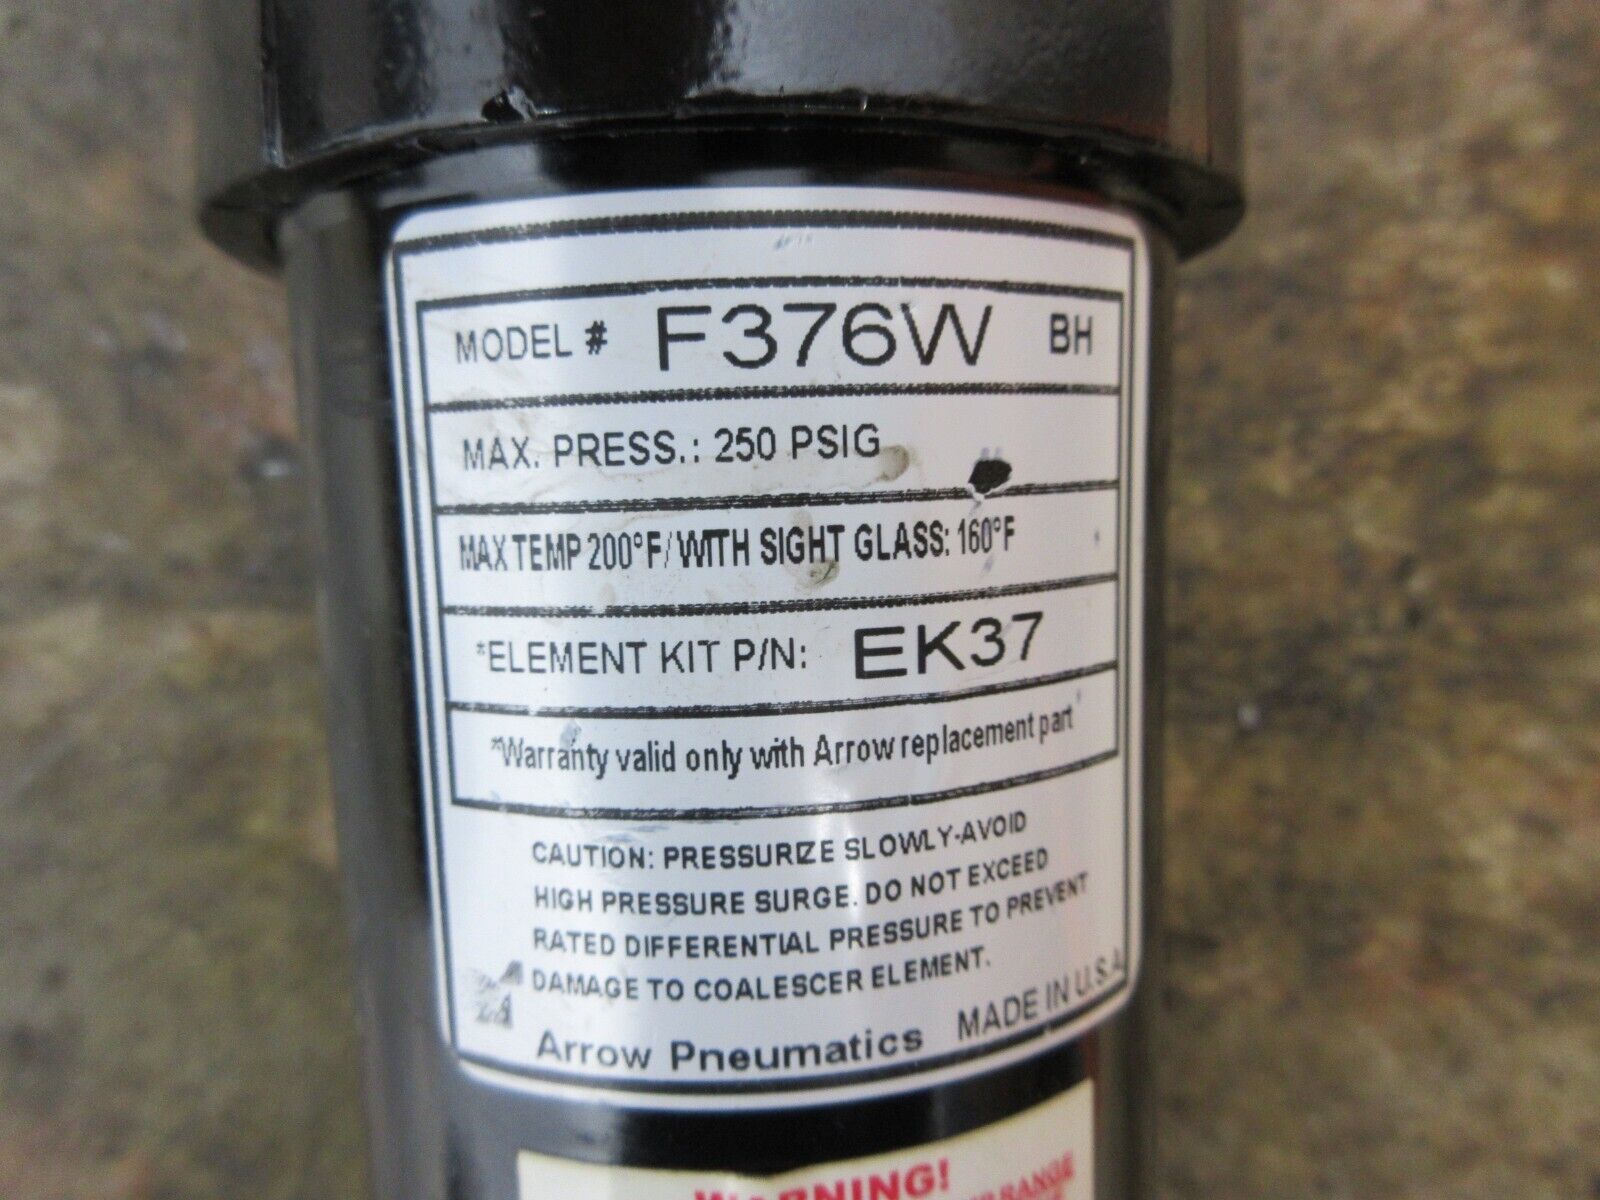 MODEL # F376W BH
MAX. PRESS.: 250 PSIG
MAX TEMP 200°F/ WITH SIGHT GLASS: 160°F
*ELEMENT KIT P/N: EK37
*Warranty valid only with Arrow replacement part
CAUTION: PRESSURIZE SLOWLY-AVOID
HIGH PRESSURE SURGE. DO NOT EXCEED
RATED DIFFERENTIAL PRESSURE TO PREVENT
DAMAGE TO COALESCER ELEMENT.
Arrow Pneumatics MADE IN U.S.A
WARNING!
RANGE